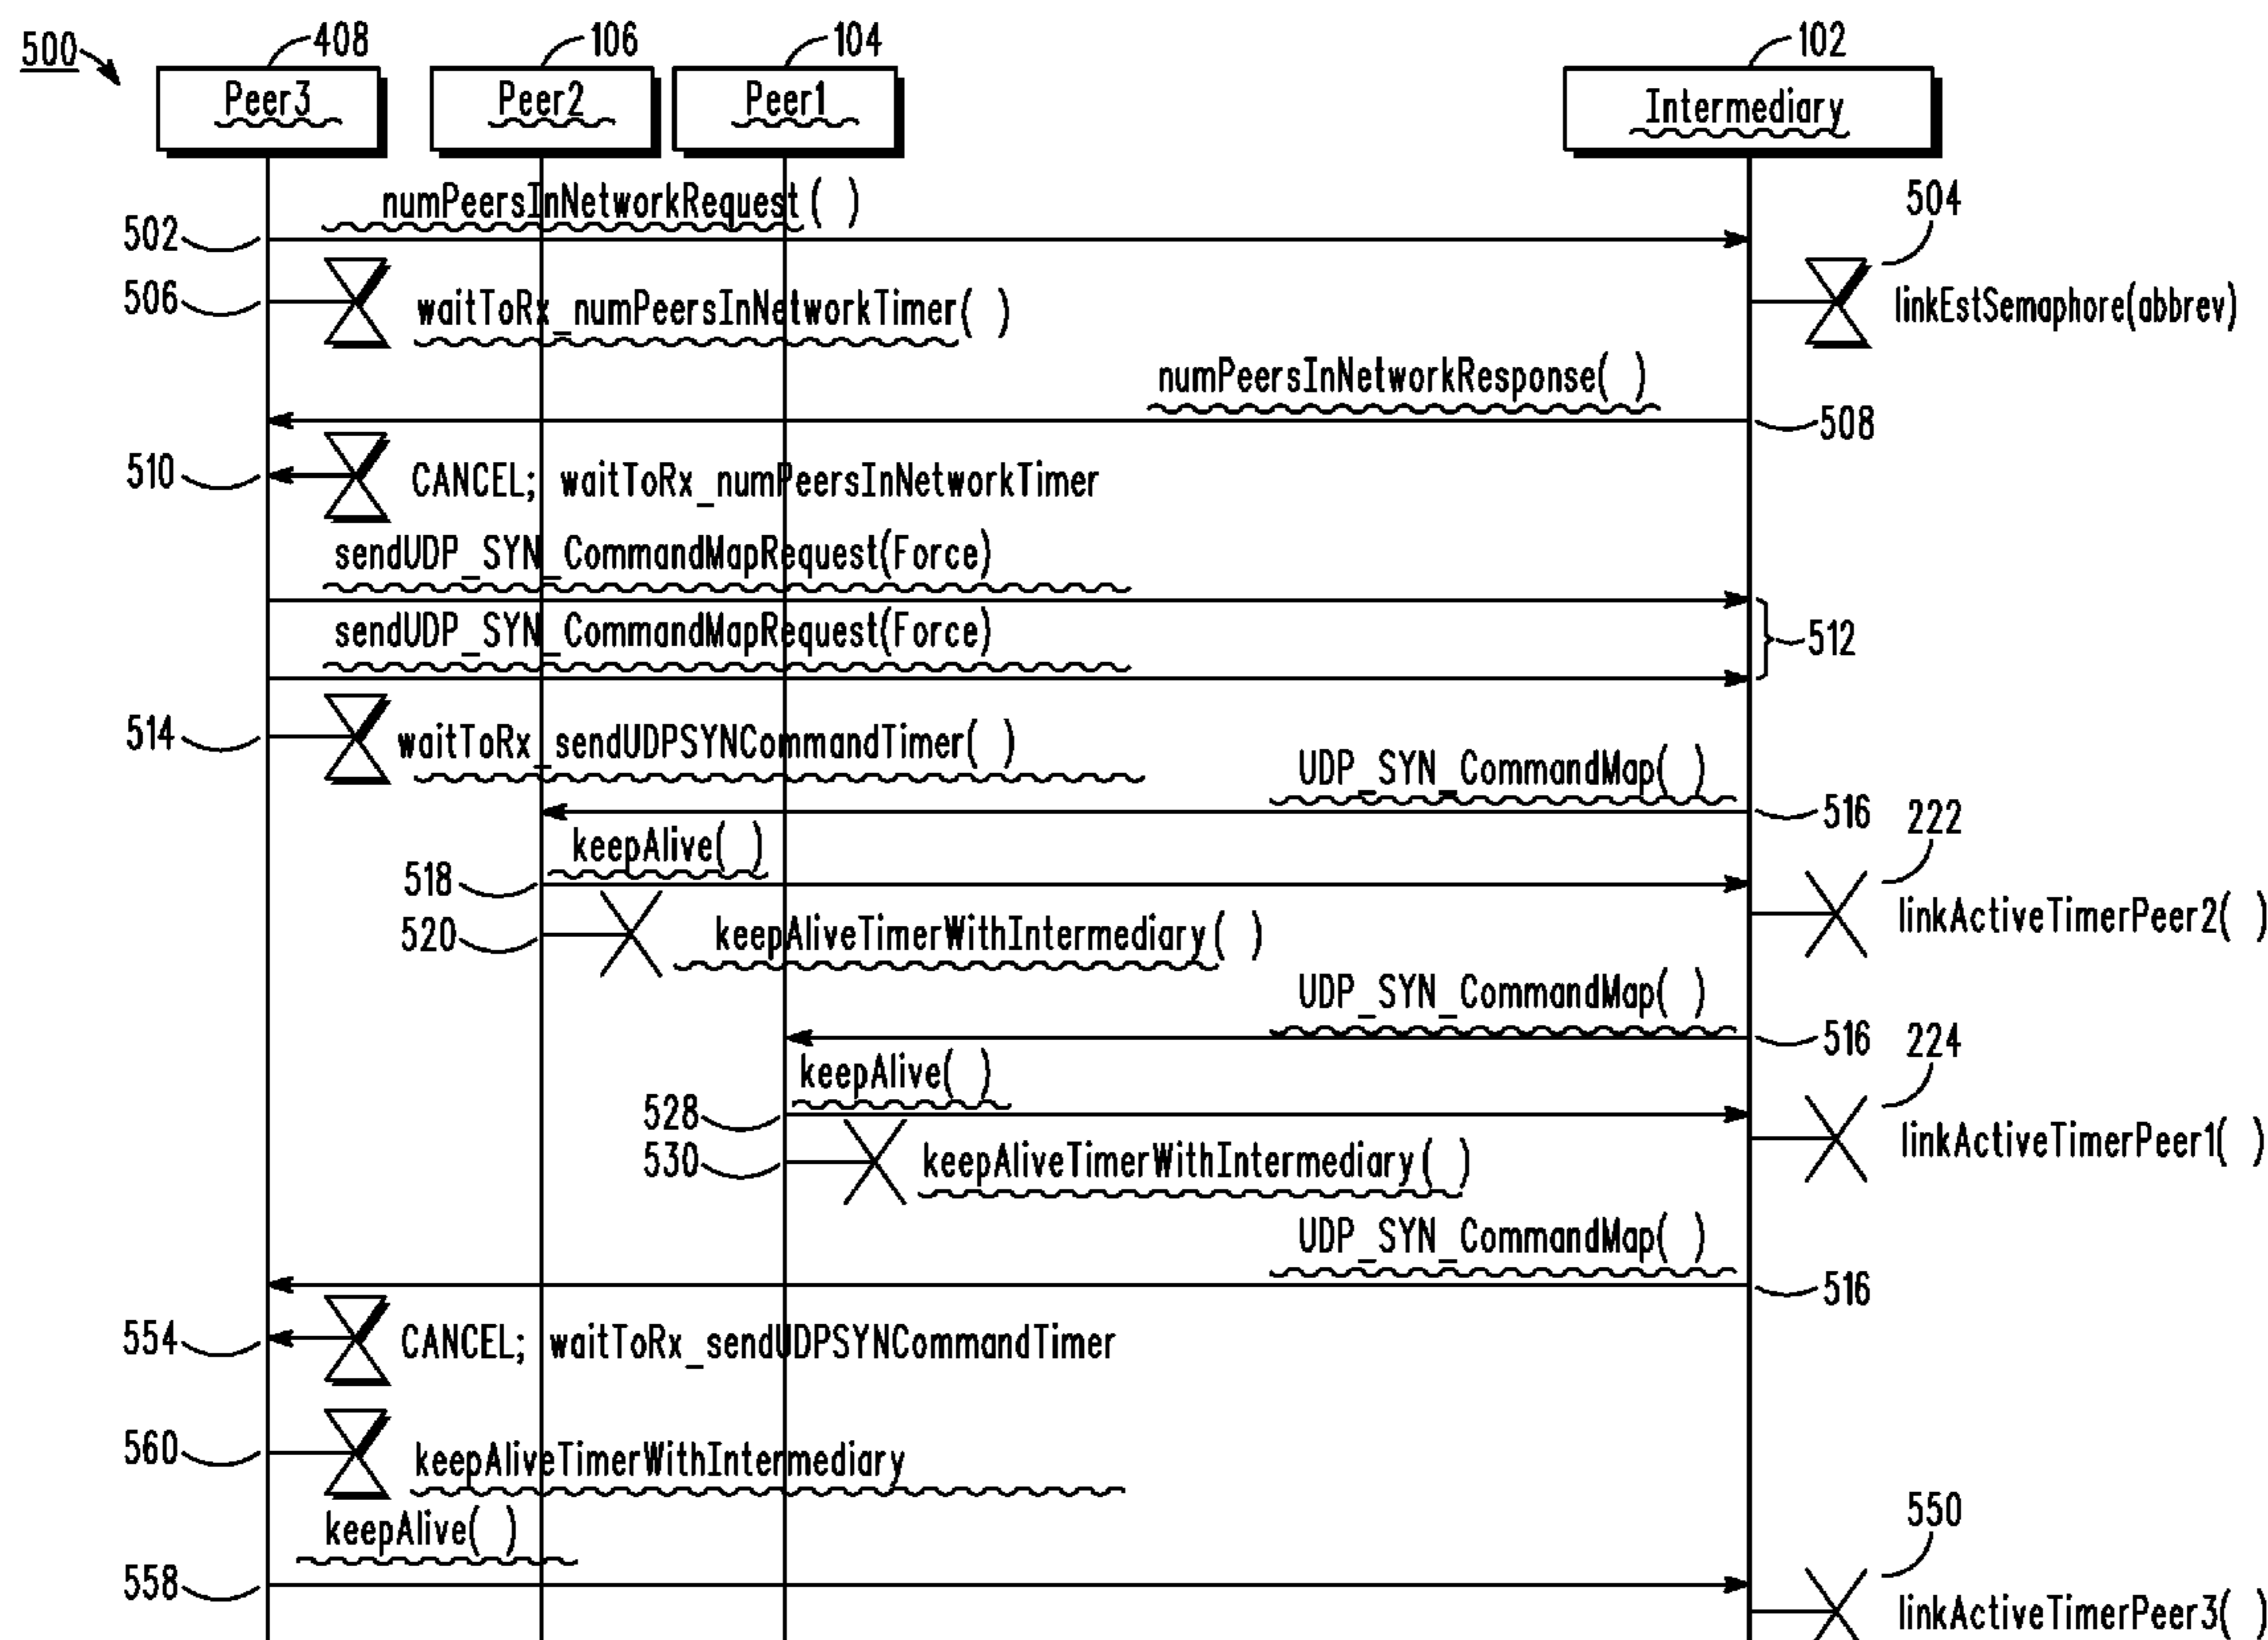 500
408
106
104
102
Peer3
Peer2
Peer1
Intermediary
numPeersInNetworkRequest( )
502
504
506
waitToRx_numPeersInNetworkTimer( )
linkEstSemaphore(abbrev)
numPeersInNetworkResponse( )
508
510
CANCEL; waitToRx_numPeersInNetworkTimer
sendUDP_SYN_CommandMapRequest(Force)
sendUDP_SYN_CommandMapRequest(Force)
512
514
waitToRx_sendUDPSYNCommandTimer( )
UDP_SYN_CommandMap( )
516
222
keepAlive( )
518
520
keepAliveTimerWithIntermediary( )
linkActiveTimerPeer2( )
UDP_SYN_CommandMap( )
516
224
keepAlive( )
528
530
keepAliveTimerWithIntermediary( )
linkActiveTimerPeer1( )
UDP_SYN_CommandMap( )
516
554
CANCEL; waitToRx_sendUDPSYNCommandTimer
560
keepAliveTimerWithIntermediary
keepAlive( )
550
558
linkActiveTimerPeer3( )